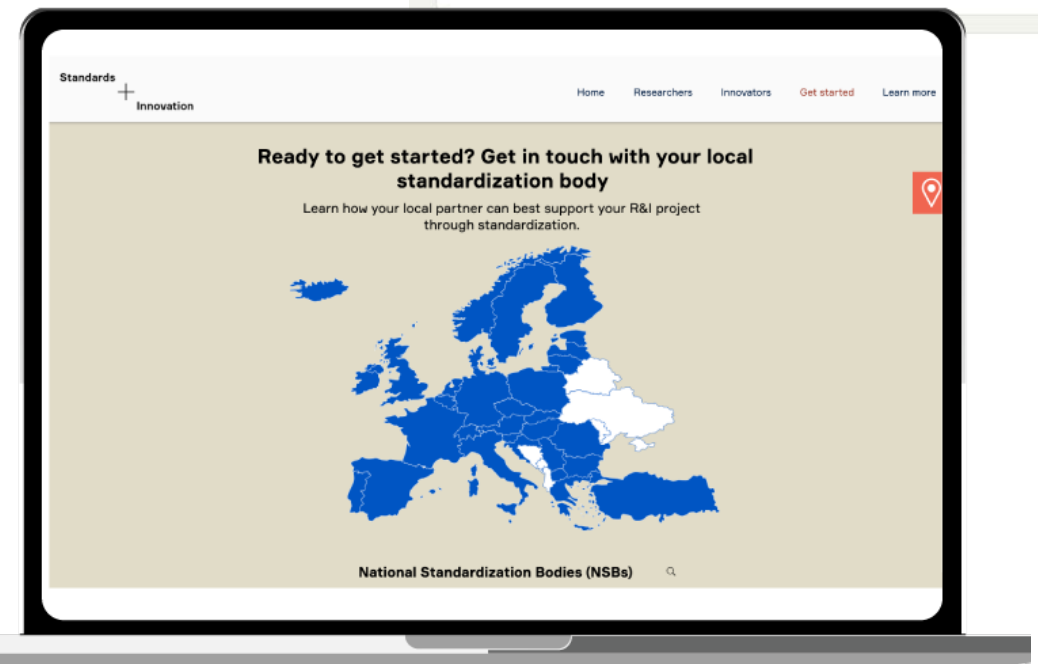 Standards
Innovation
Home Researchers Innovators Get started Learn more
Ready to get started? Get in touch with your local
standardization body
Learn how your local partner can best support your R&I project
through standardization.
National Standardization Bodies (NSBs)